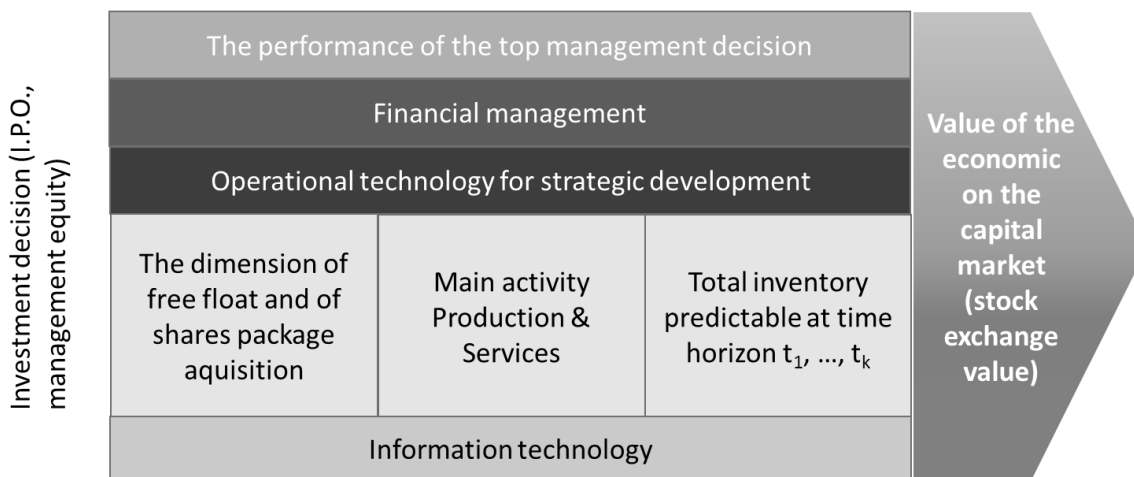 Investment decision (I.P.O.,
management equity)
The performance of the top management decision
Financial management
Operational technology for strategic development
The dimension of
free float and of
shares package
aquisition
Main activity
Production &
Services
Total inventory
predictable at time
horizon t₁, ..., tₖ
Information technology
Value of the
economic
on the
capital
market
(stock
exchange
value)